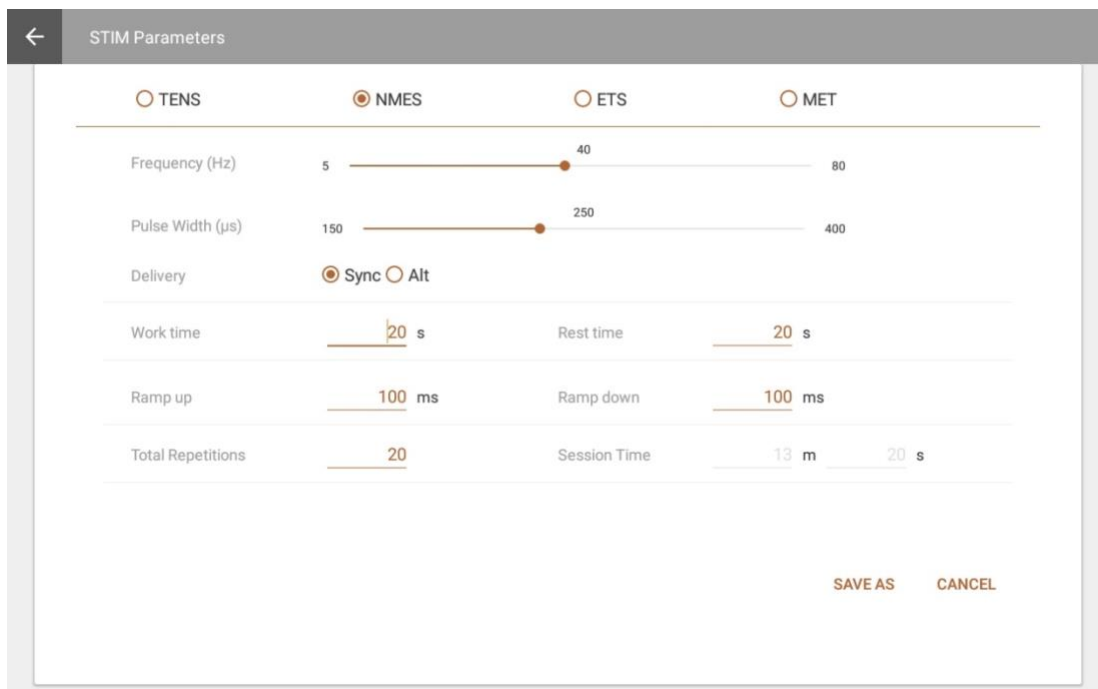 STIM Parameters
TENS NMES ETS MET
Frequency (Hz) 5 40 80
Pulse Width (µs) 150 250 400
Delivery Sync Alt
Work time 20 s Rest time 20 s
Ramp up 100 ms Ramp down 100 ms
Total Repetitions 20 Session Time 13 m 20 s
SAVE AS CANCEL